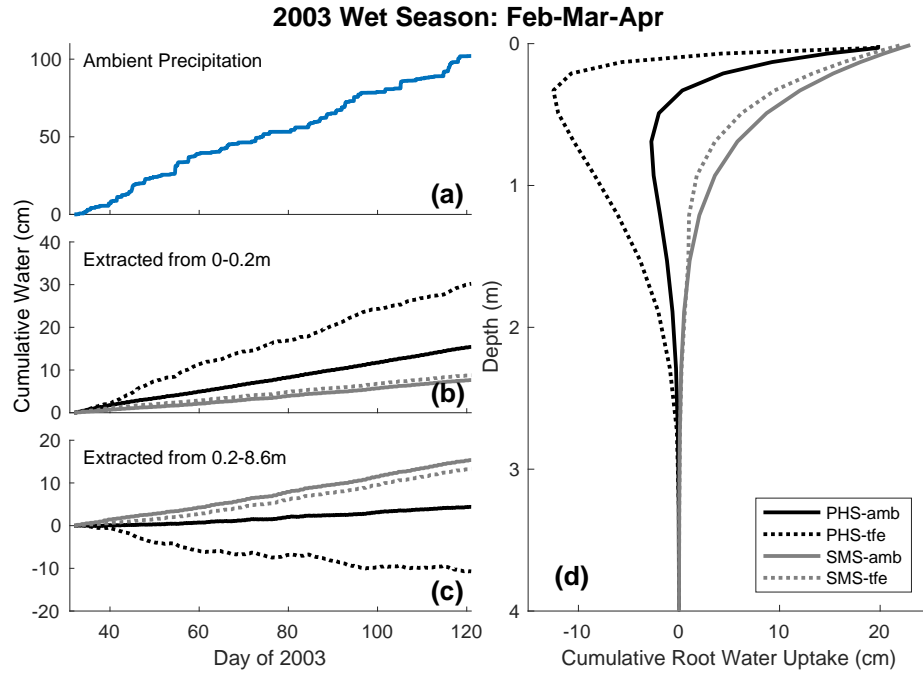 2003 Wet Season: Feb-Mar-Apr
Ambient Precipitation
100
50
0
(a)
Cumulative Water (cm)
Extracted from 0-0.2m
40
30
20
10
0
(b)
Extracted from 0.2-8.6m
20
10
0
-10
-20
(c)
40 60 80 100 120
Day of 2003
0
1
2
3
4
Depth (m)
PHS-amb
PHS-tfe
SMS-amb
SMS-tfe
(d)
-10 0 10 20
Cumulative Root Water Uptake (cm)